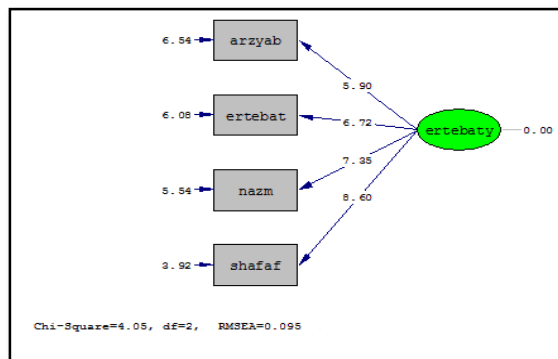 6.54 arzyab
5.90
6.08 ertebat 6.72 ertebaty 0.00
5.54 nazm 7.35
8.60
3.92 shafaf
Chi-Square=4.05, df=2, RMSEA=0.095